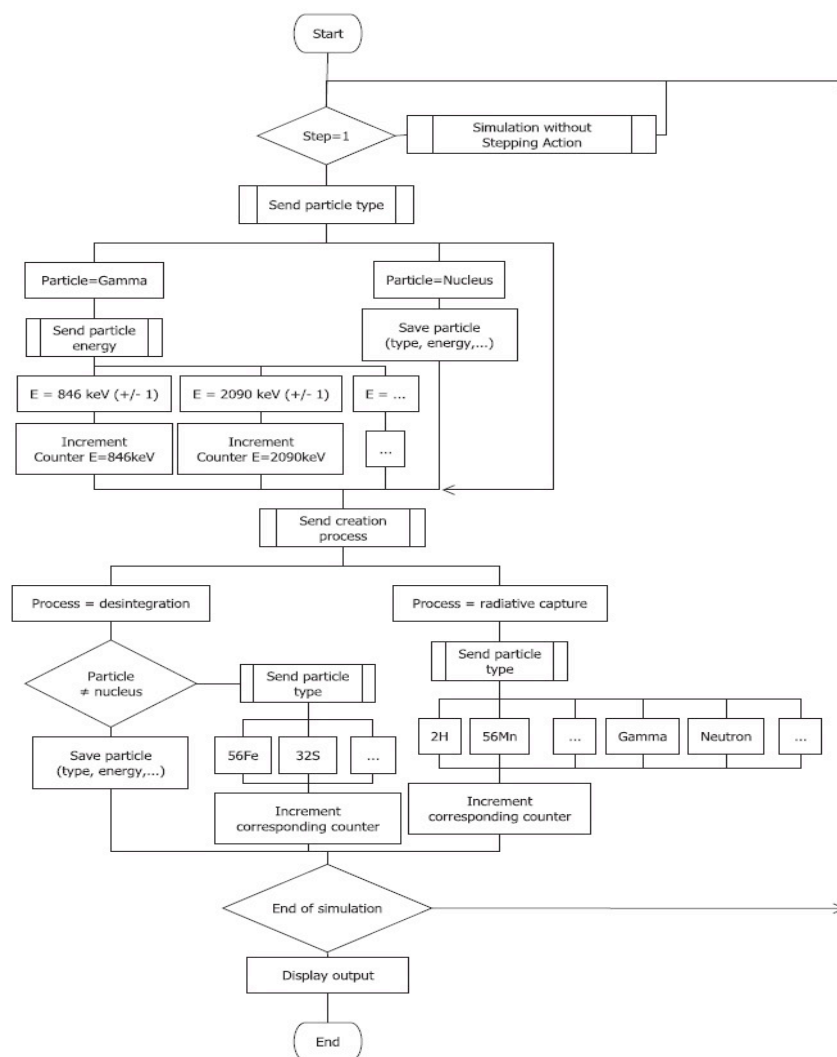 Start
Step=1
Simulation without
Stepping Action
Send particle type
Particle=Gamma
Particle=Nucleus
Send particle
energy
Save particle
(type, energy,...)
E = 846 keV (+/- 1)
E = 2090 keV (+/- 1)
E = ...
Increment
Counter E=846keV
Increment
Counter E=2090keV
...
Send creation
process
Process = desintegration
Process = radiative capture
Particle
≠ nucleus
Send particle
type
Send particle
type
Save particle
(type, energy,...)
56Fe
32S
...
2H
56Mn
...
Gamma
Neutron
...
Increment
corresponding counter
Increment
corresponding counter
End of simulation
Display output
End